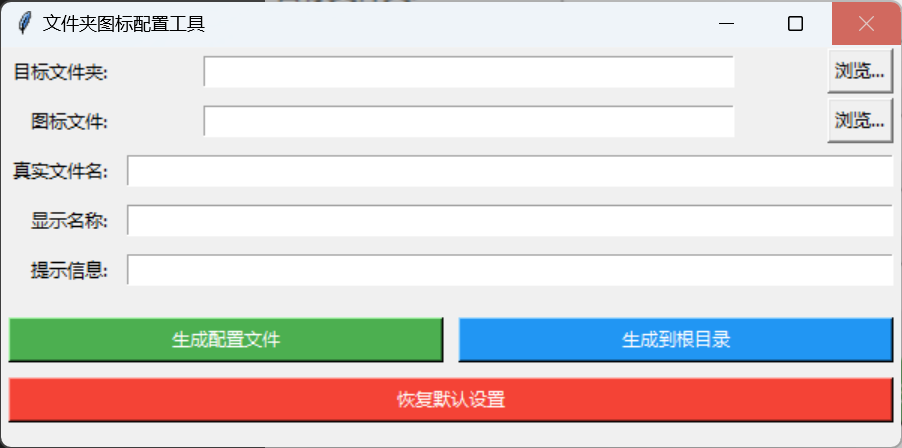 文件夹图标配置工具
目标文件夹: 浏览...
图标文件: 浏览...
真实文件名:
显示名称:
提示信息:
生成配置文件 生成到根目录
恢复默认设置